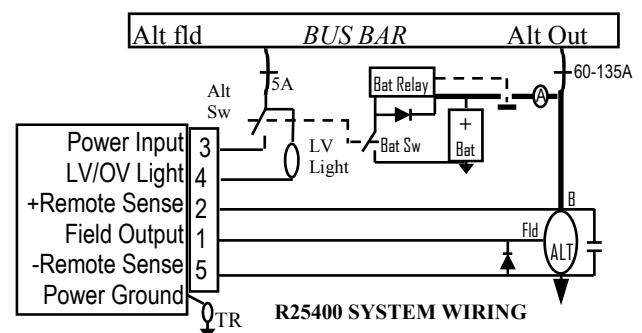 Alt fld BUS BAR Alt Out
5A
60-135A
Alt
Sw
Bat Relay
A
+
Bat
Bat Sw
LV
Light
Power Input 3
LV/OV Light 4
+Remote Sense 2
Field Output 1
-Remote Sense 5
Power Ground
B
Fld
ALT
TR
R25400 SYSTEM WIRING